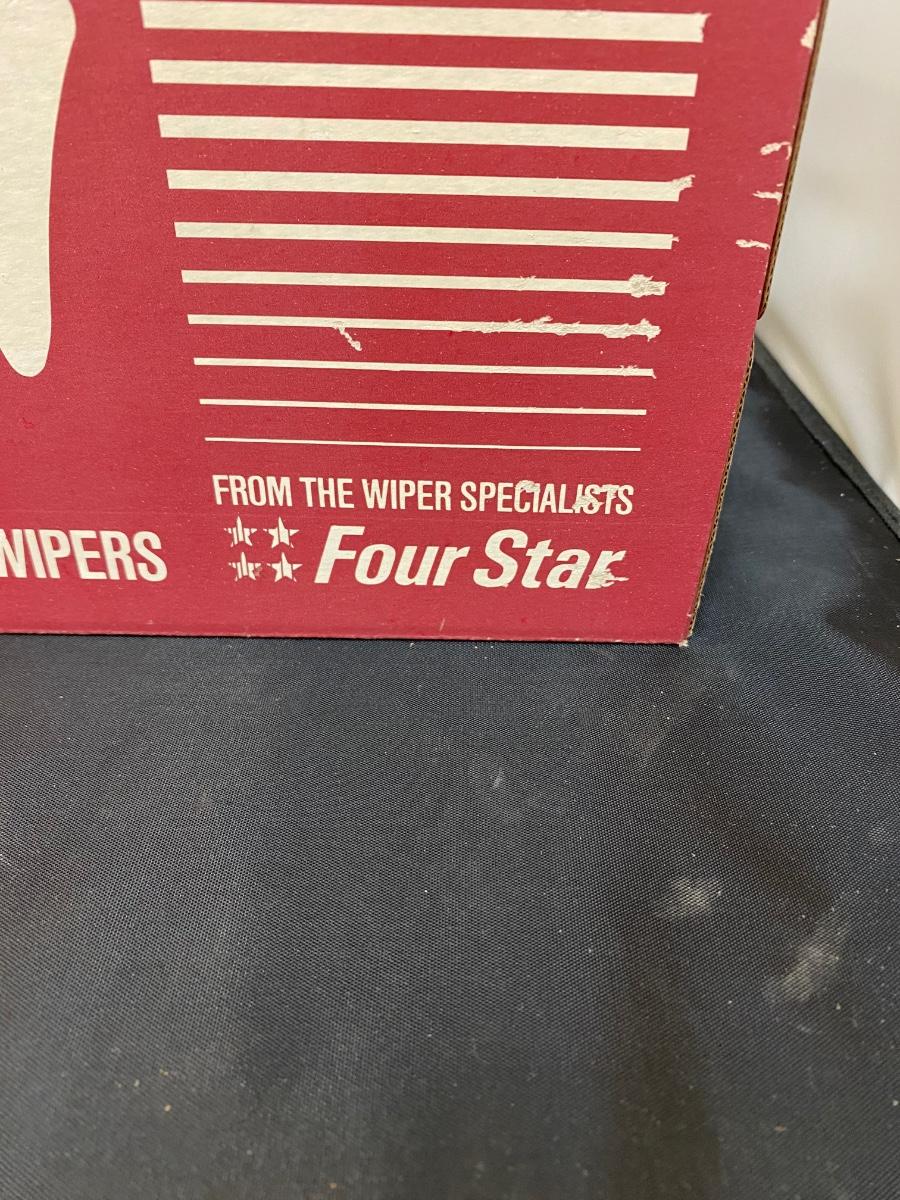 FROM THE WIPER SPECIALISTS
WIPERS
Four Star